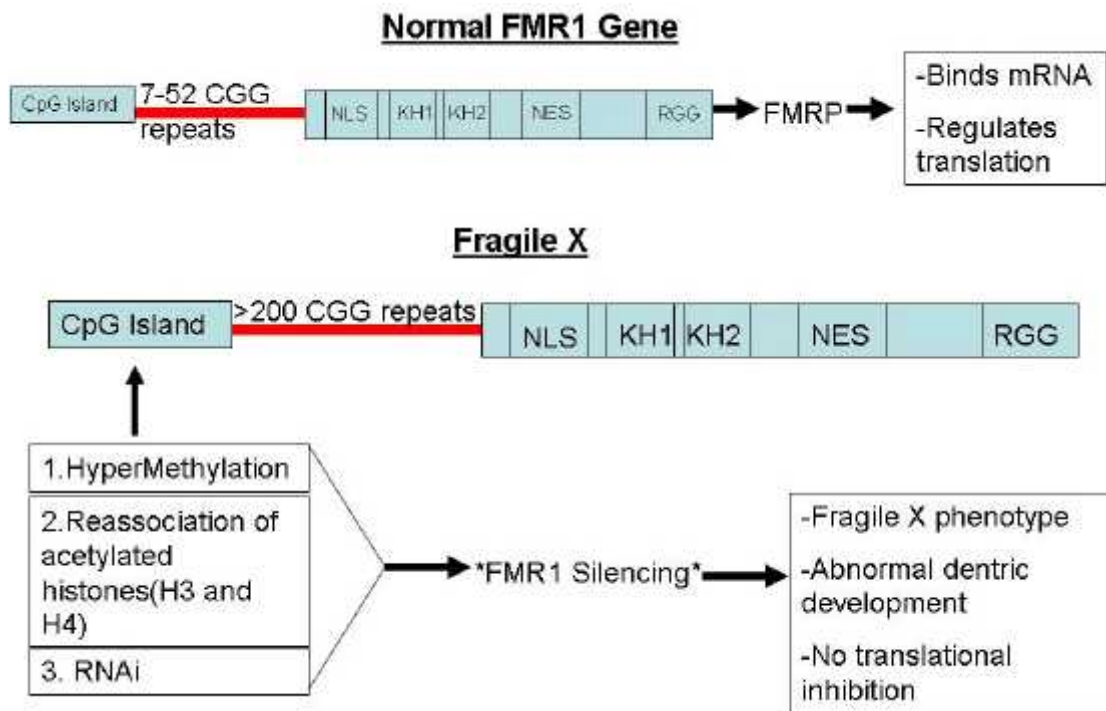 Normal FMR1 Gene
CpG Island
7-52 CGG
repeats
NLS
KH1
KH2
NES
RGG
FMRP
-Binds mRNA
-Regulates
translation
Fragile X
CpG Island
>200 CGG repeats
NLS
KH1
KH2
NES
RGG
1.HyperMethylation
2.Reassociation of
acetylated
histones(H3 and
H4)
3. RNAi
*FMR1 Silencing*
-Fragile X phenotype
-Abnormal dentric
development
-No translational
inhibition